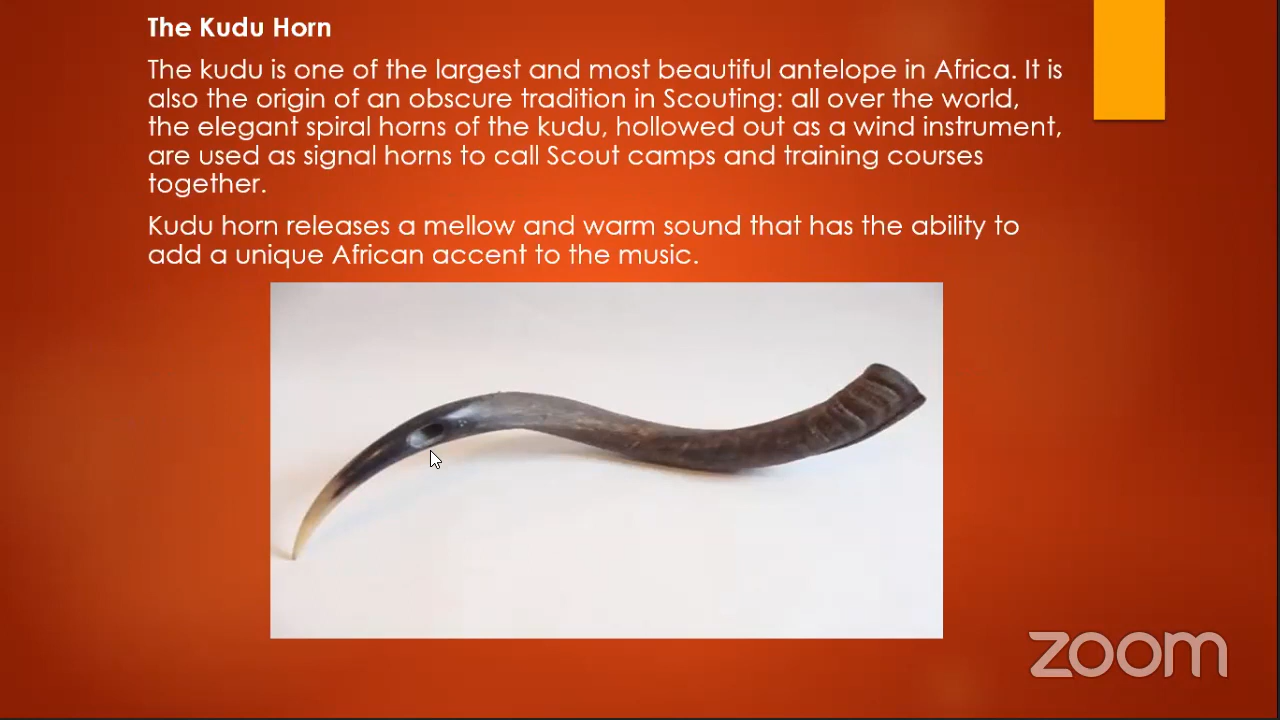 The Kudu Horn
The kudu is one of the largest and most beautiful antelope in Africa. It is
also the origin of an obscure tradition in Scouting: all over the world,
the elegant spiral horns of the kudu, hollowed out as a wind instrument,
are used as signal horns to call Scout camps and training courses
together.
Kudu horn releases a mellow and warm sound that has the ability to
add a unique African accent to the music.
zoom